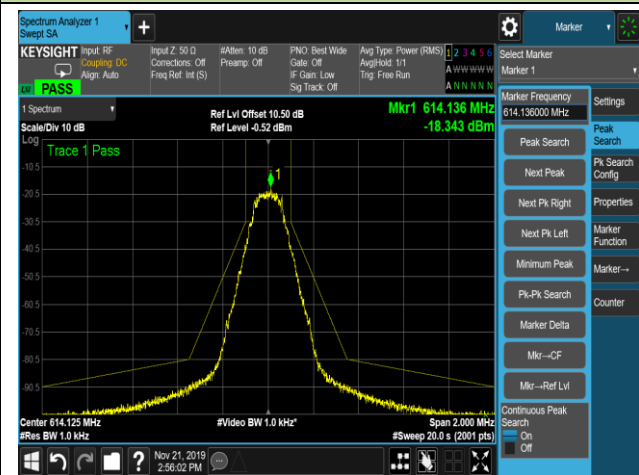 Spectrum Analyzer 1
Swept SA
+
Marker
KEYSIGHT
Input: RF
Coupling: DC
Align: Auto
Input Z: 50 Ω
Corrections: Off
Freq Ref: Int (S)
#Atten: 10 dB
Preamp: Off
PNO: Best Wide
Gate: Off
IF Gain: Low
Sig Track: Off
Avg Type: Power (RMS)
Avg|Hold: 1/1
Trig: Free Run
1 2 3 4 5 6
A W W W W W
A N N N N N
PASS
Select Marker
Marker 1
1 Spectrum
Scale/Div 10 dB
Log
Ref Lvl Offset 10.50 dB
Ref Level -0.52 dBm
Mkr1 614.136 MHz
-18.343 dBm
Trace 1 Pass
1
-10.5
-20.5
-30.5
-40.5
-50.5
-60.5
-70.5
-80.5
-90.5
Center 614.125 MHz
#Res BW 1.0 kHz
#Video BW 1.0 kHz*
Span 2.000 MHz
#Sweep 20.0 s (2001 pts)
Marker Frequency
614.136000 MHz
Peak Search
Next Peak
Next Pk Right
Next Pk Left
Minimum Peak
Pk-Pk Search
Marker Delta
Mkr→CF
Mkr→Ref Lvl
Continuous Peak
Search
On
Off
Settings
Peak
Search
Pk Search
Config
Properties
Marker
Function
Marker→
Counter
?
Nov 21, 2019
2:56:02 PM